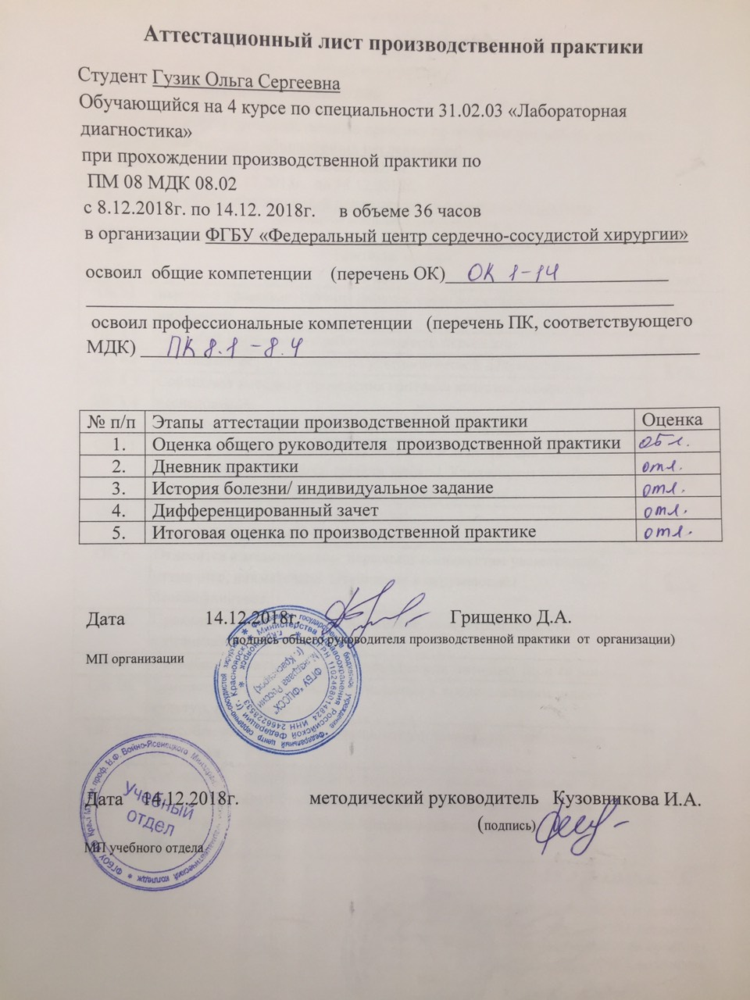 Аттестационный лист производственной практики
Студент Гузик Ольга Сергеевна
Обучающийся на 4 курсе по специальности 31.02.03 «Лабораторная
диагностика»
при прохождении производственной практики по
ПМ 08 МДК 08.02
с 8.12.2018г. по 14.12. 2018г. в объеме 36 часов
в организации ФГБУ «Федеральный центр сердечно-сосудистой хирургии»
освоил общие компетенции (перечень ОК) ОК 1-14
освоил профессиональные компетенции (перечень ПК, соответствующего
МДК) ПК 8.1 - 8.4
№ п/п Этапы аттестации производственной практики Оценка
1. Оценка общего руководителя производственной практики
2. Дневник практики отл.
3. История болезни/ индивидуальное задание отл.
4. Дифференцированный зачет отл.
5. Итоговая оценка по производственной практике отл.
Дата 14.12.2018г. Грищенко Д.А.
(подпись общего руководителя производственной практики от организации)
МП организации
ФГБУ "ФЦССХ"
Минздрава России
(г. Красноярск)
Дата 14.12.2018г. методический руководитель Кузовникова И.А.
(подпись)
МП учебного отдела
Учебный
отдел